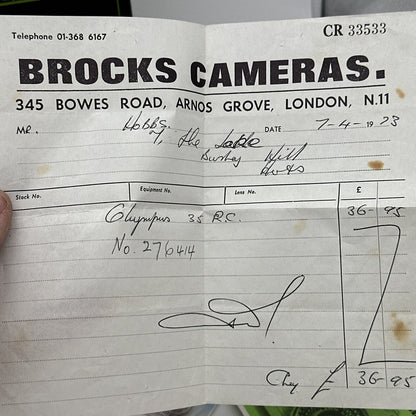 Telephone 01-368 6167
CR 33533
BROCKS CAMERAS.
345 BOWES ROAD, ARNOS GROVE, LONDON, N.11
MR. Hobbs.
7, The DATE 7-4-1973
Bushey Mill
Herts
Stock No. Equipment No. Lens No. £
Olympus 35 R.C. 36-95
No. 276414
Chq £ 36-95